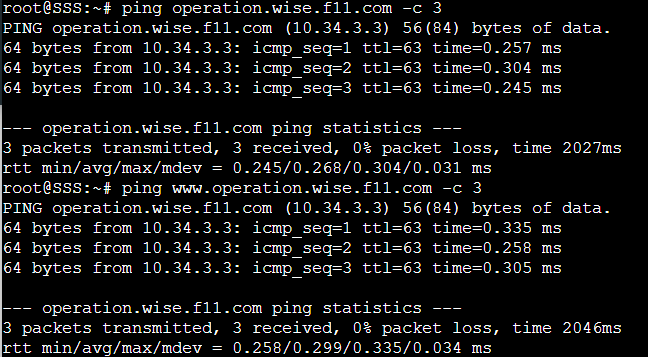 root@SSS:~# ping operation.wise.f11.com -c 3
PING operation.wise.f11.com (10.34.3.3) 56(84) bytes of data.
64 bytes from 10.34.3.3: icmp_seq=1 ttl=63 time=0.257 ms
64 bytes from 10.34.3.3: icmp_seq=2 ttl=63 time=0.304 ms
64 bytes from 10.34.3.3: icmp_seq=3 ttl=63 time=0.245 ms

--- operation.wise.f11.com ping statistics ---
3 packets transmitted, 3 received, 0% packet loss, time 2027ms
rtt min/avg/max/mdev = 0.245/0.268/0.304/0.031 ms
root@SSS:~# ping www.operation.wise.f11.com -c 3
PING operation.wise.f11.com (10.34.3.3) 56(84) bytes of data.
64 bytes from 10.34.3.3: icmp_seq=1 ttl=63 time=0.335 ms
64 bytes from 10.34.3.3: icmp_seq=2 ttl=63 time=0.258 ms
64 bytes from 10.34.3.3: icmp_seq=3 ttl=63 time=0.305 ms

--- operation.wise.f11.com ping statistics ---
3 packets transmitted, 3 received, 0% packet loss, time 2046ms
rtt min/avg/max/mdev = 0.258/0.299/0.335/0.034 ms